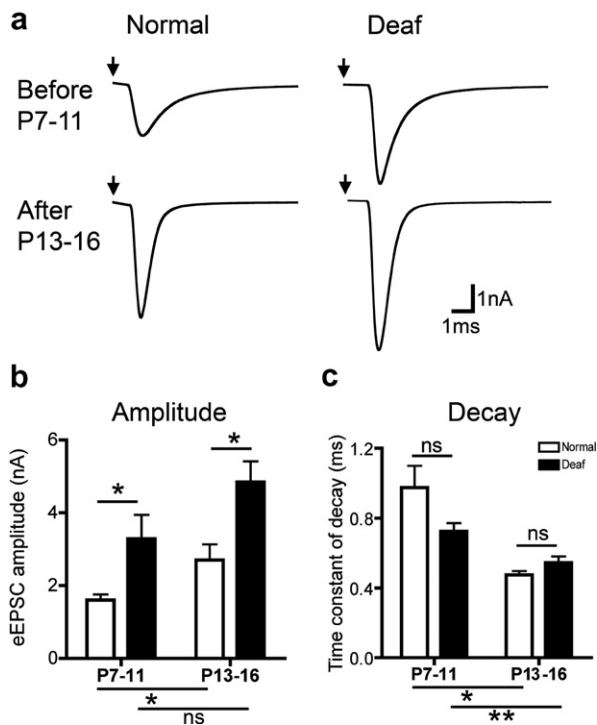 a
Normal Deaf
Before
P7-11
After
P13-16
1nA
1ms
b
Amplitude
eEPSC amplitude (nA)
6
4
2
0
*
*
P7-11 P13-16
*
ns
c
Decay
Time constant of decay (ms)
1.2
0.8
0.4
0.0
ns
ns
Normal
Deaf
P7-11 P13-16
*
**